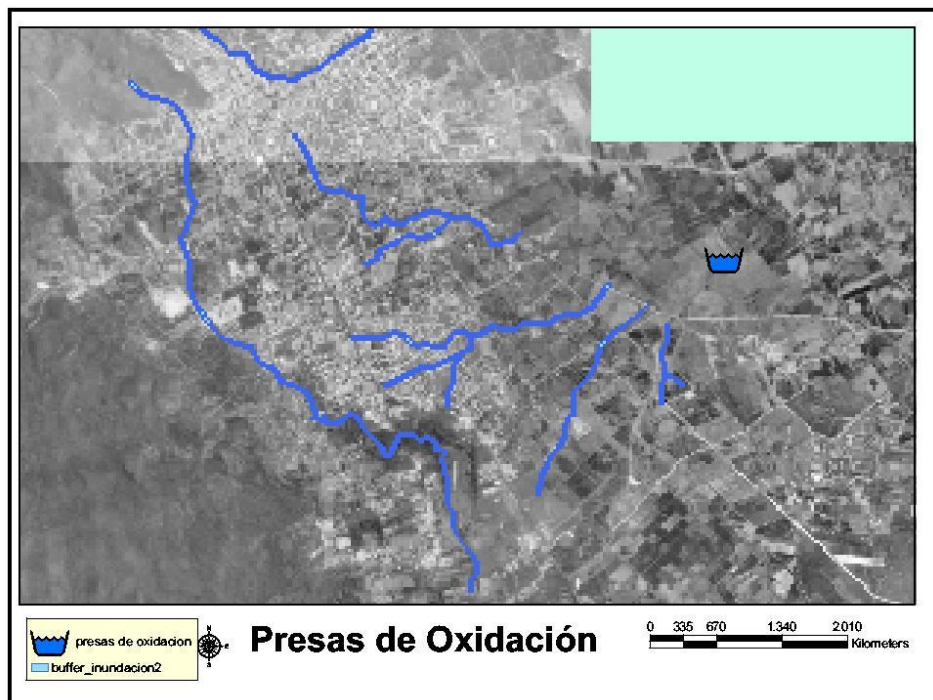 presas de oxidacion
buffer_inundacion2
N
E
S
Presas de Oxidación
0 335 670 1.340 2.010
Kilometers